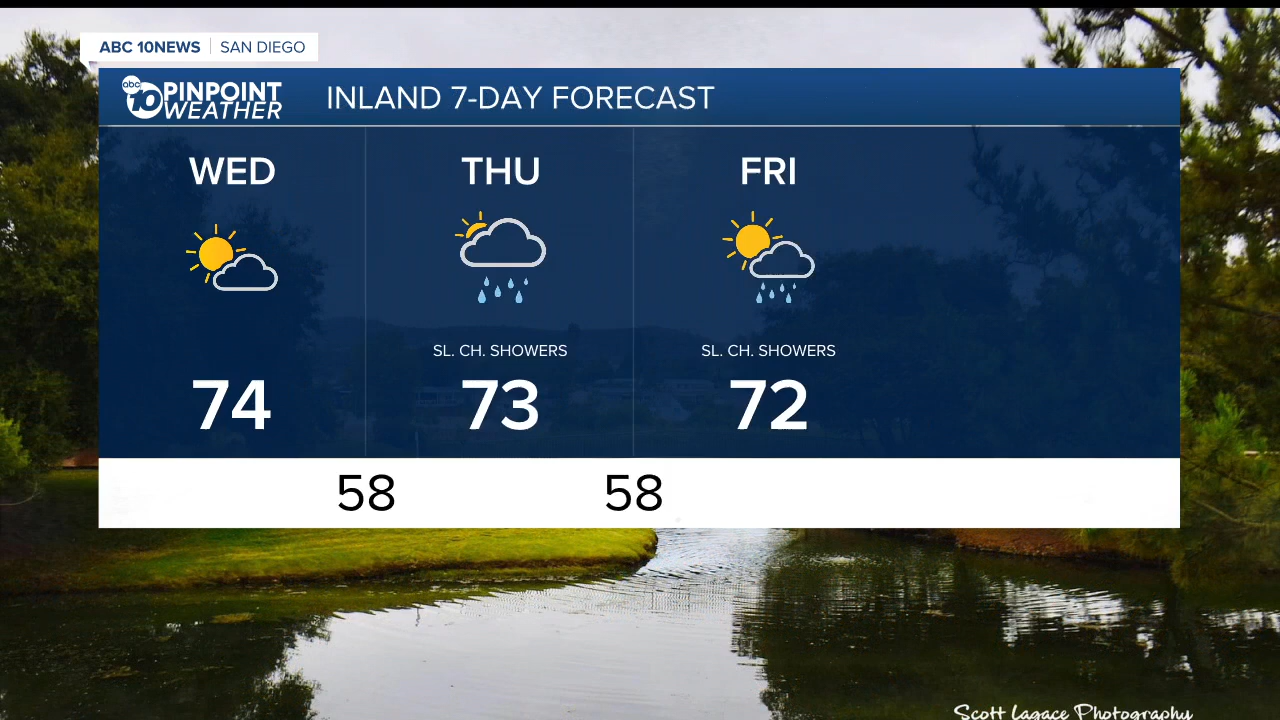 ABC 10NEWS | SAN DIEGO
abc 10 PINPOINT WEATHER
INLAND 7-DAY FORECAST
WED THU FRI
SL. CH. SHOWERS SL. CH. SHOWERS
74 73 72
58 58
Scott Lagace Photography